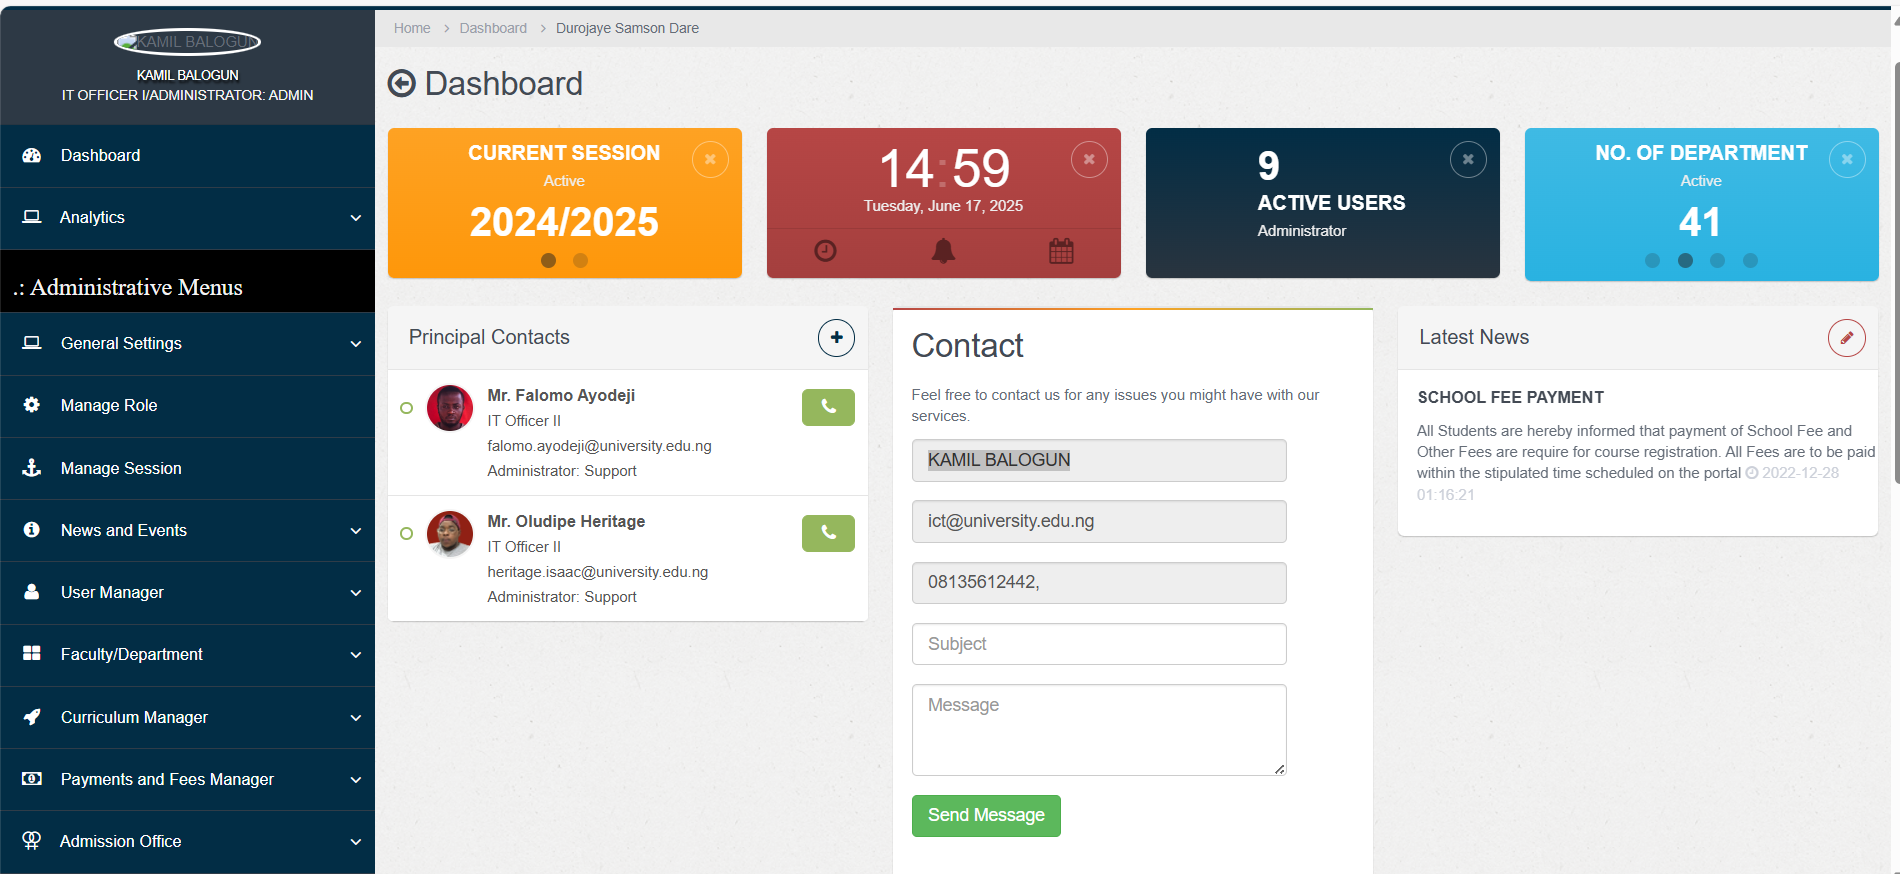 KAMIL BALOGUN
KAMIL BALOGUN
IT OFFICER I/ADMINISTRATOR: ADMIN
Dashboard
Analytics
.: Administrative Menus
General Settings
Manage Role
Manage Session
News and Events
User Manager
Faculty/Department
Curriculum Manager
Payments and Fees Manager
Admission Office
Home > Dashboard > Durojaye Samson Dare
Dashboard
CURRENT SESSION
Active
2024/2025
14:59
Tuesday, June 17, 2025
9
ACTIVE USERS
Administrator
NO. OF DEPARTMENT
Active
41
Principal Contacts
Mr. Falomo Ayodeji
IT Officer II
falomo.ayodeji@university.edu.ng
Administrator: Support
Mr. Oludipe Heritage
IT Officer II
heritage.isaac@university.edu.ng
Administrator: Support
Contact
Feel free to contact us for any issues you might have with our
services.
KAMIL BALOGUN
ict@university.edu.ng
08135612442,
Subject
Message
Send Message
Latest News
SCHOOL FEE PAYMENT
All Students are hereby informed that payment of School Fee and
Other Fees are require for course registration. All Fees are to be paid
within the stipulated time scheduled on the portal 2022-12-28
01:16:21